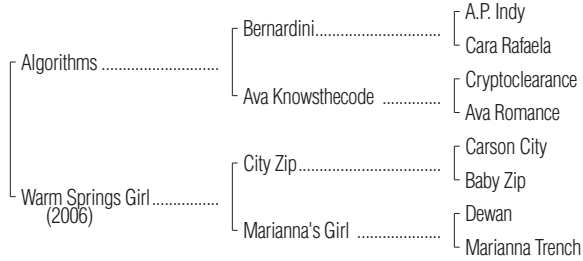 A.P. Indy
Bernardini
Cara Rafaela
Algorithms
Cryptoclearance
Ava Knowsthecode
Ava Romance
Carson City
City Zip
Baby Zip
Warm Springs Girl
(2006)
Dewan
Marianna's Girl
Marianna Trench